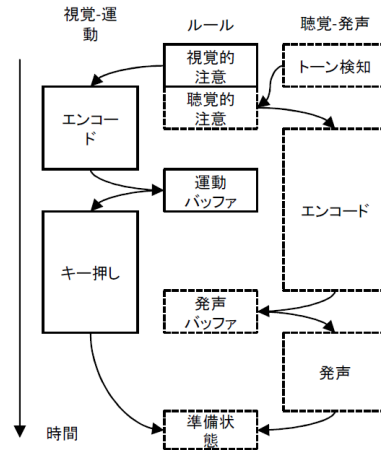 視覚-運
動
ルール
聴覚-発声
視覚的
注意
トーン検知
聴覚的
注意
エンコー
ド
運動
バッファ
エンコード
キー押し
発声
バッファ
発声
準備状
態
時間